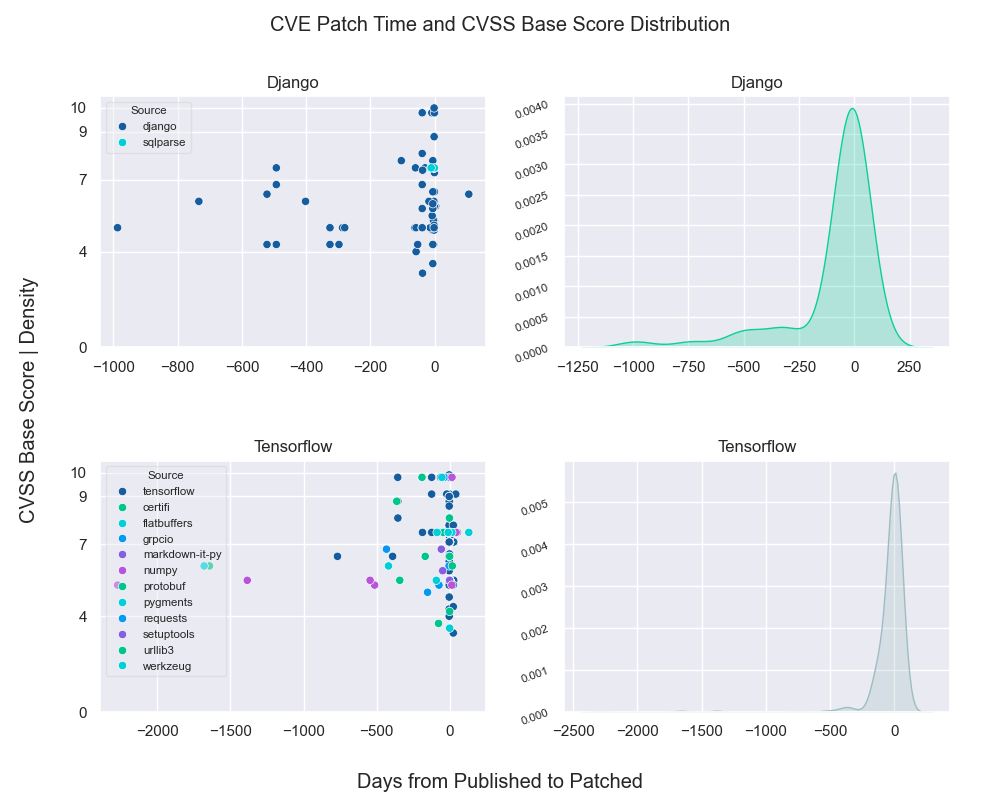 CVE Patch Time and CVSS Base Score Distribution
Django
Django
10
9
7
4
0
Source
django
sqlparse
−1000
−800
−600
−400
−200
0
0.0040
0.0035
0.0030
0.0025
0.0020
0.0015
0.0010
0.0005
0.0000
−1250
−1000
−750
−500
−250
0
250
CVSS Base Score | Density
Tensorflow
Tensorflow
10
9
7
4
0
Source
tensorflow
certifi
flatbuffers
grpcio
markdown-it-py
numpy
protobuf
pygments
requests
setuptools
urllib3
werkzeug
−2000
−1500
−1000
−500
0
0.005
0.004
0.003
0.002
0.001
0.000
−2500
−2000
−1500
−1000
−500
0
Days from Published to Patched